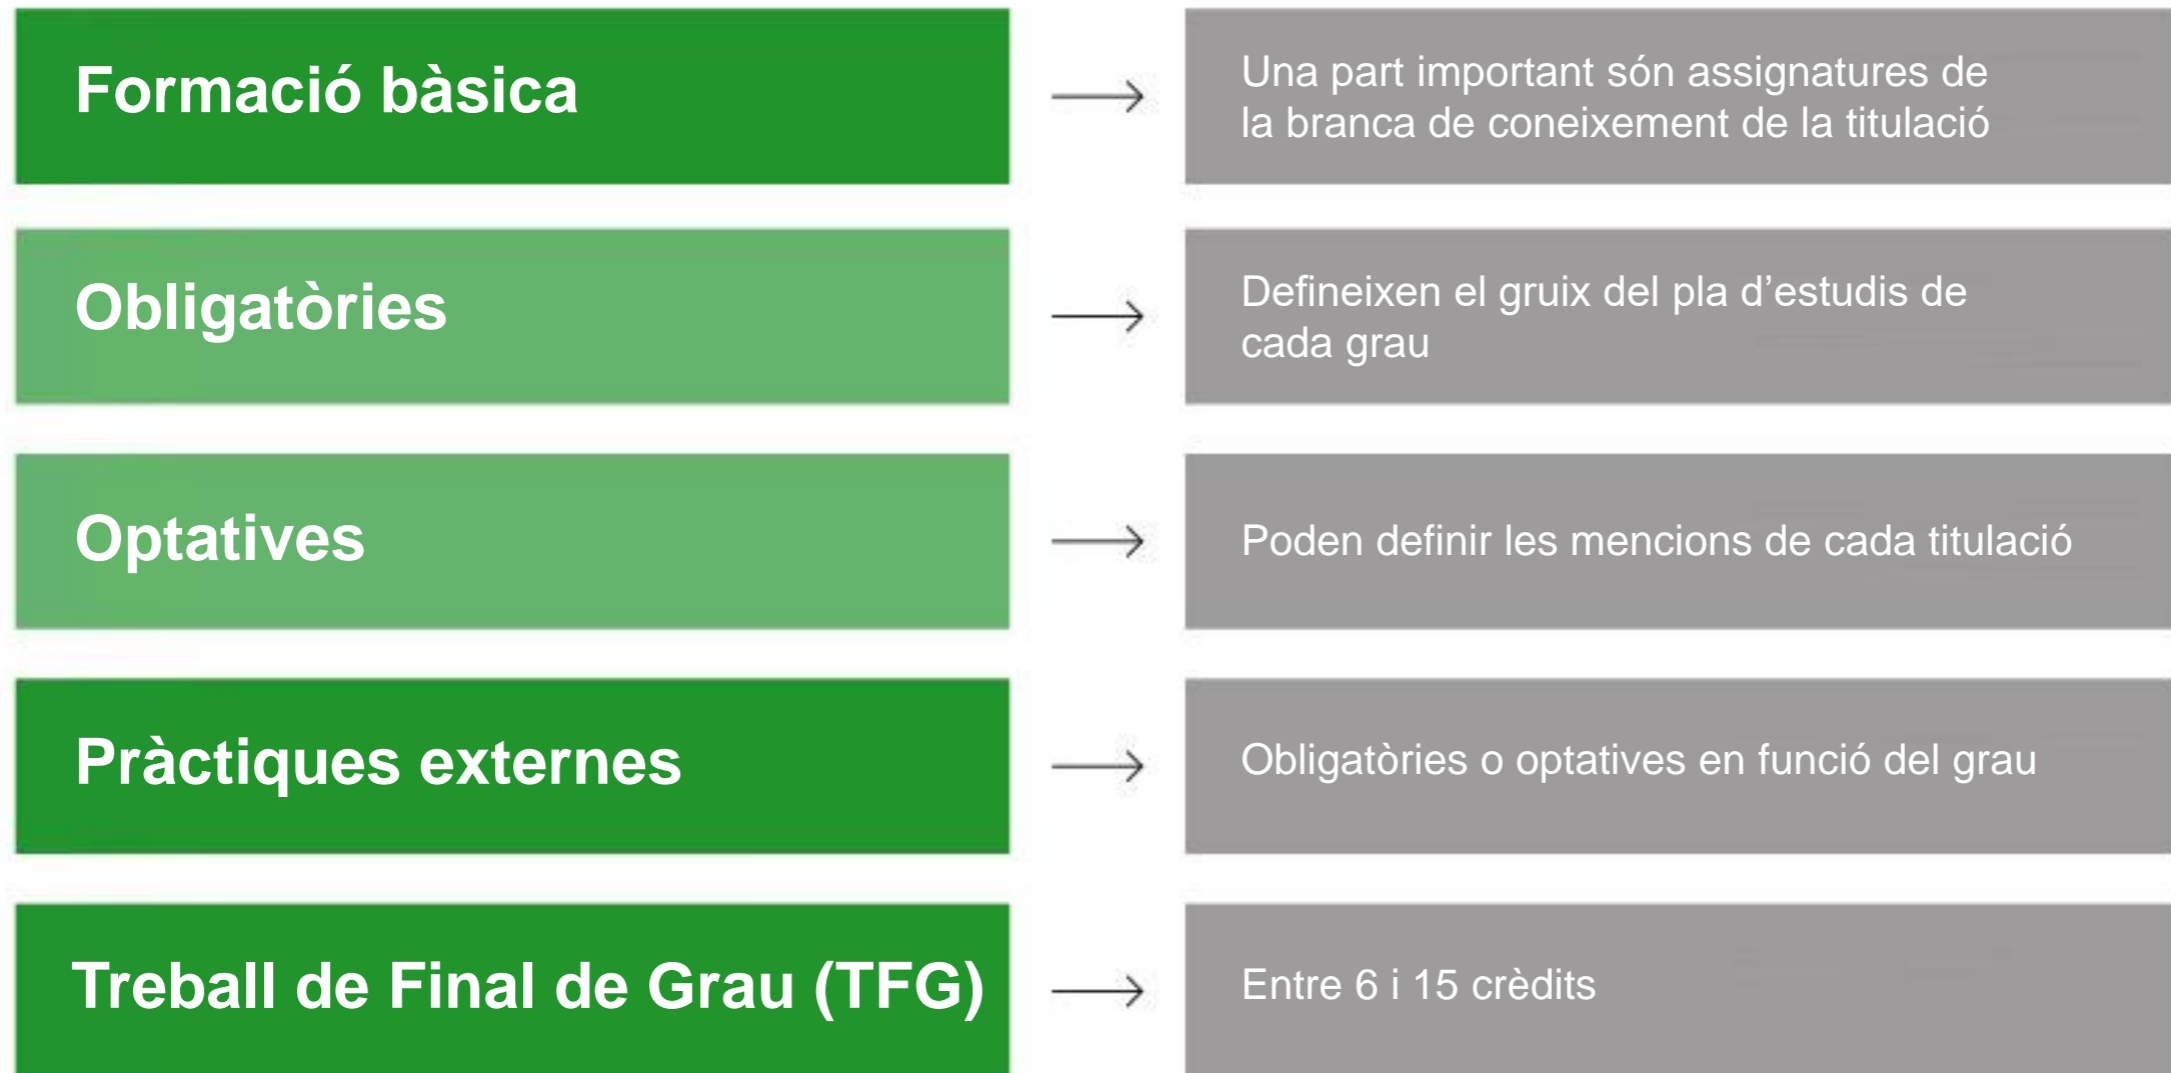 Formació bàsica
Una part important són assignatures de
la branca de coneixement de la titulació
Obligatòries
Defineixen el gruix del pla d’estudis de
cada grau
Optatives
Poden definir les mencions de cada titulació
Pràctiques externes
Obligatòries o optatives en funció del grau
Treball de Final de Grau (TFG)
Entre 6 i 15 crèdits